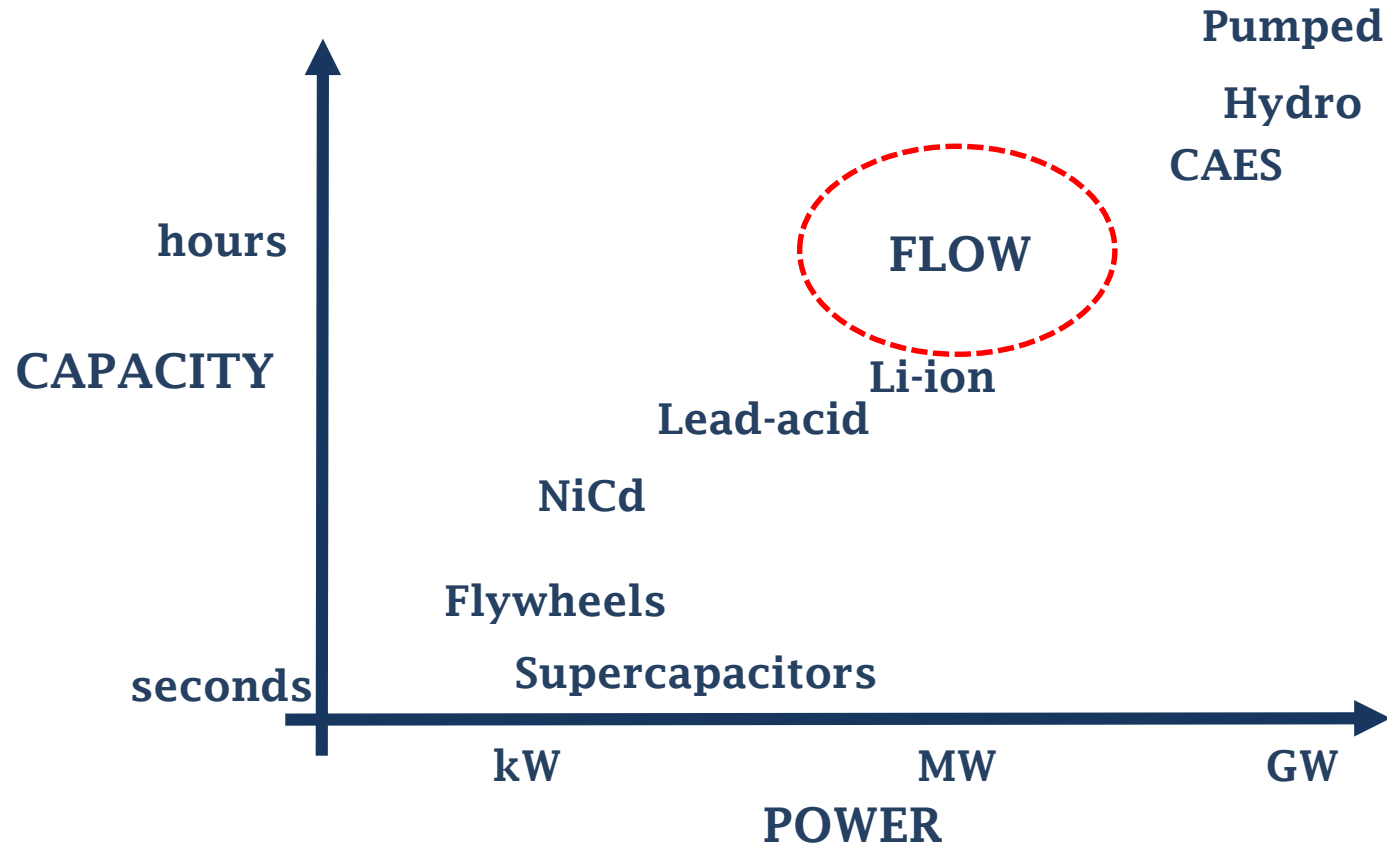 Pumped
Hydro
CAES
hours
FLOW
CAPACITY
Li-ion
Lead-acid
NiCd
Flywheels
Supercapacitors
seconds
kW
MW
GW
POWER